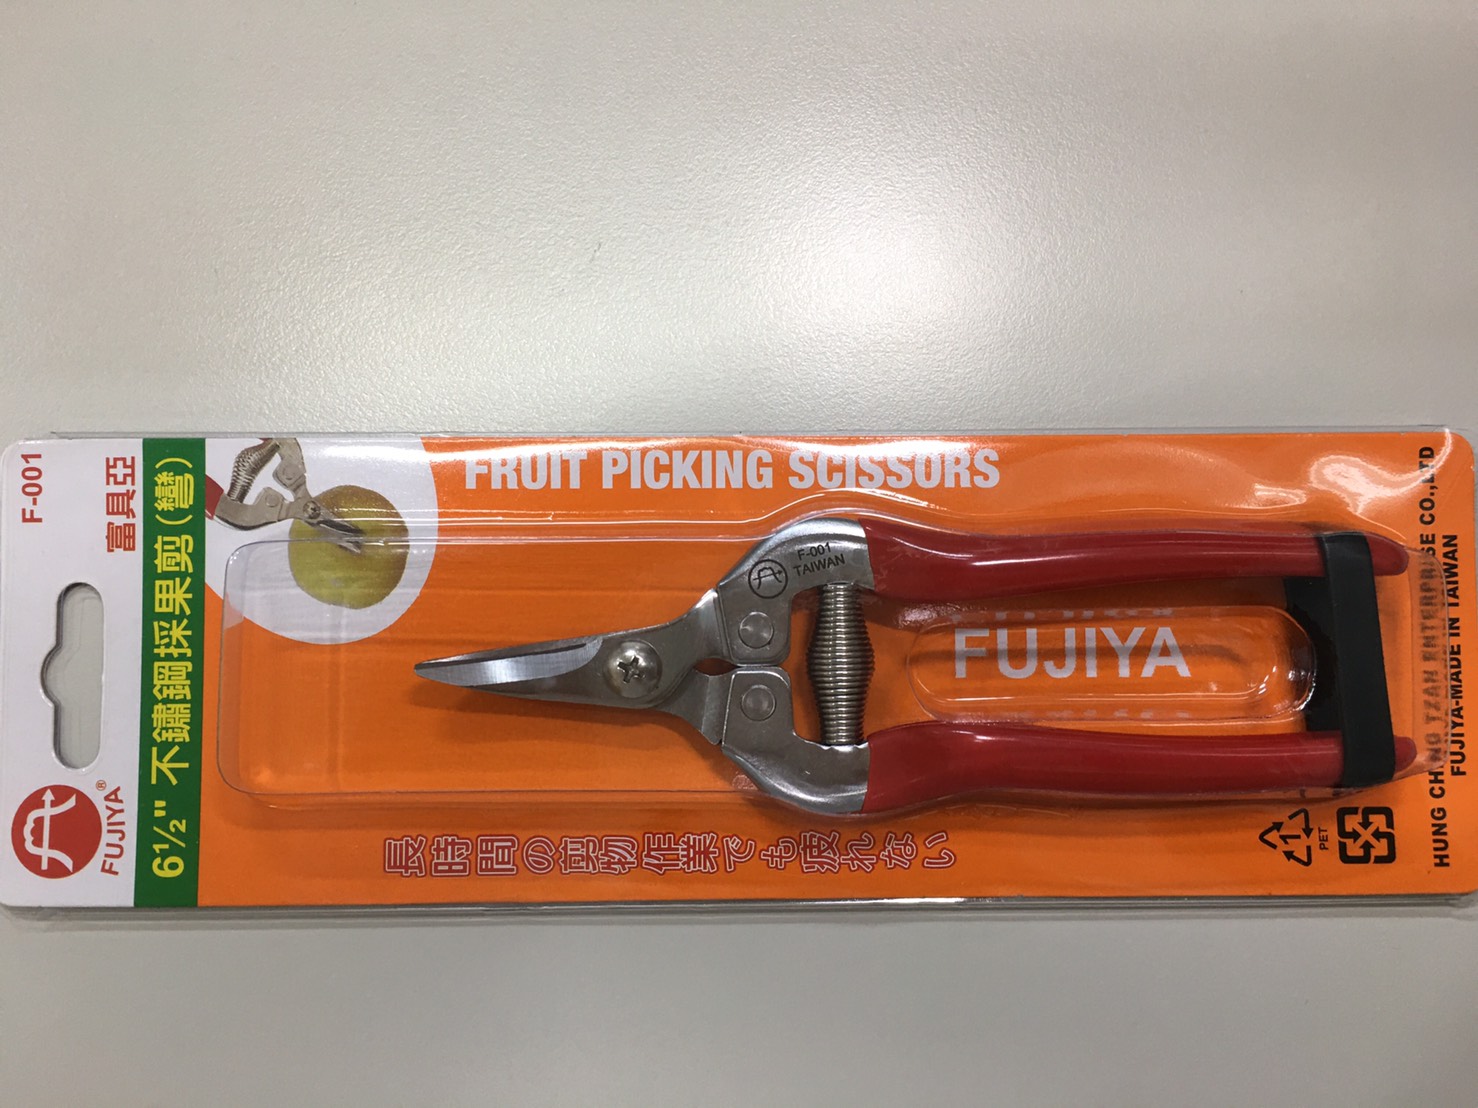 F-001
富具亞
FUJIYA®
6½" 不鏽鋼採果剪(彎)
FRUIT PICKING SCISSORS
F-001
TAIWAN
FUJIYA
長時間の剪物作業でも疲れない
1
PET
HUNG CHANG TZAN ENTERPRISE CO.,LTD
FUJIYA-MADE IN TAIWAN